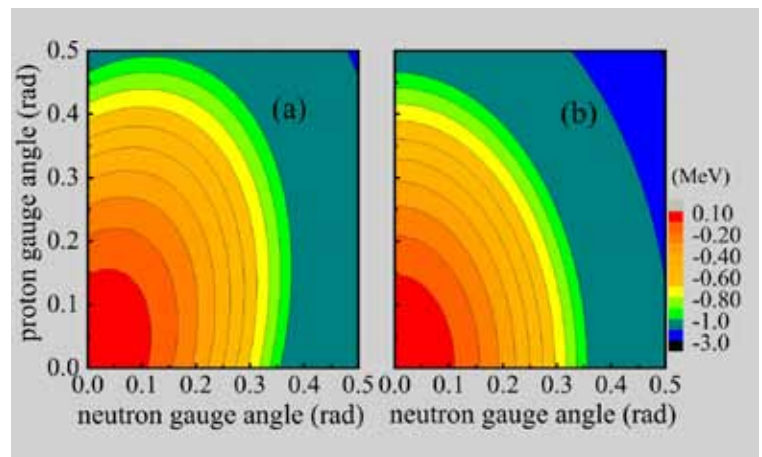 (a)
(b)
proton gauge angle (rad)
0.5
0.4
0.3
0.2
0.1
0.0
0.0 0.1 0.2 0.3 0.4 0.5
neutron gauge angle (rad)
0.0 0.1 0.2 0.3 0.4 0.5
neutron gauge angle (rad)
(MeV)
0.10
-0.20
-0.40
-0.60
-0.80
-1.0
-3.0